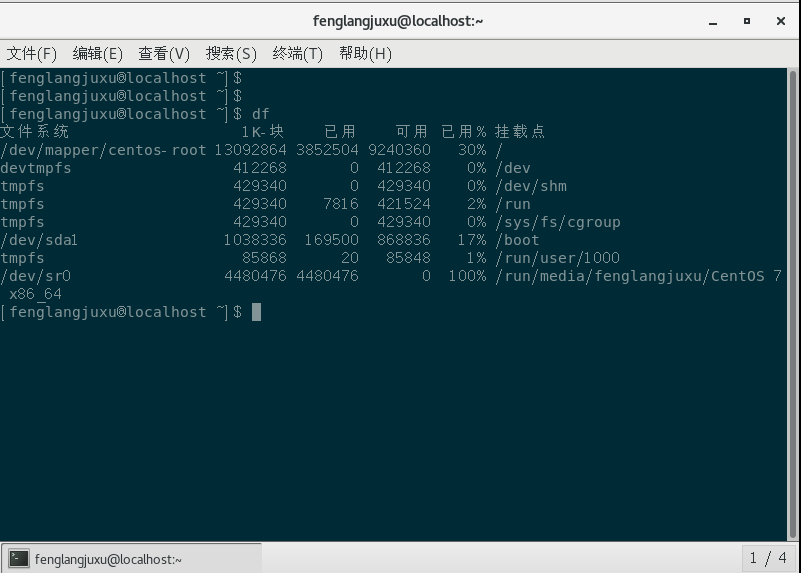 fenglangjuxu@localhost:~
文件(F) 编辑(E) 查看(V) 搜索(S) 终端(T) 帮助(H)
[fenglangjuxu@localhost ~]$
[fenglangjuxu@localhost ~]$
[fenglangjuxu@localhost ~]$ df
文件系统 1K-块 已用 可用 已用% 挂载点
/dev/mapper/centos-root 13092864 3852504 9240360 30% /
devtmpfs 412268 0 412268 0% /dev
tmpfs 429340 0 429340 0% /dev/shm
tmpfs 429340 7816 421524 2% /run
tmpfs 429340 0 429340 0% /sys/fs/cgroup
/dev/sda1 1038336 169500 868836 17% /boot
tmpfs 85868 20 85848 1% /run/user/1000
/dev/sr0 4480476 4480476 0 100% /run/media/fenglangjuxu/CentOS 7
x86_64
[fenglangjuxu@localhost ~]$
fenglangjuxu@localhost:~
1 / 4